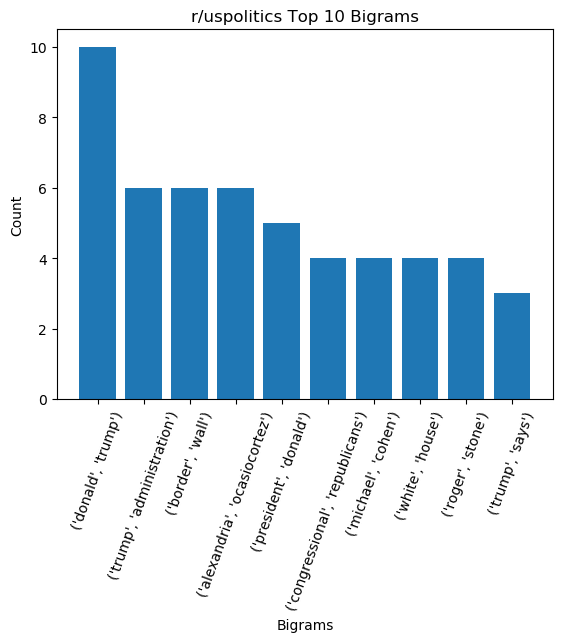 r/uspolitics Top 10 Bigrams
10
8
6
4
2
0
Count
('donald', 'trump')
('trump', 'administration')
('border', 'wall')
('alexandria', 'ocasiocortez')
('president', 'donald')
('congressional', 'republicans')
('michael', 'cohen')
('white', 'house')
('roger', 'stone')
('trump', 'says')
Bigrams